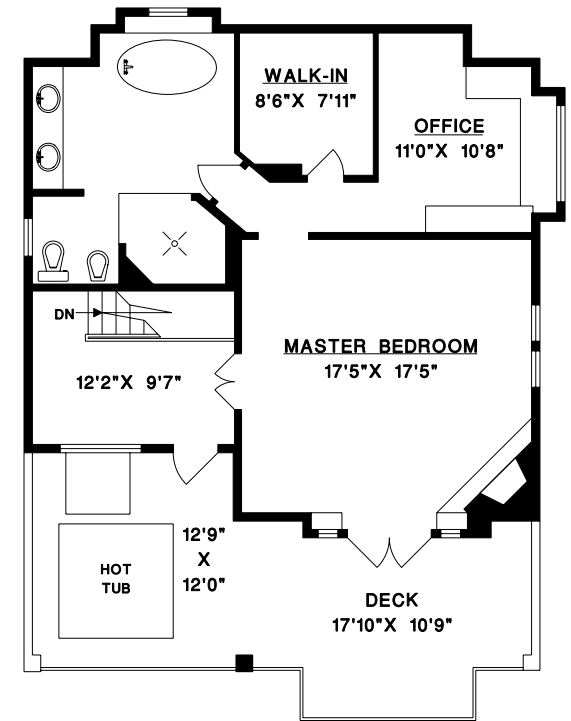 WALK-IN
8'6"X 7'11"
OFFICE
11'0"X 10'8"
DN
MASTER BEDROOM
17'5"X 17'5"
12'2"X 9'7"
12'9"
X
12'0"
HOT
TUB
DECK
17'10"X 10'9"